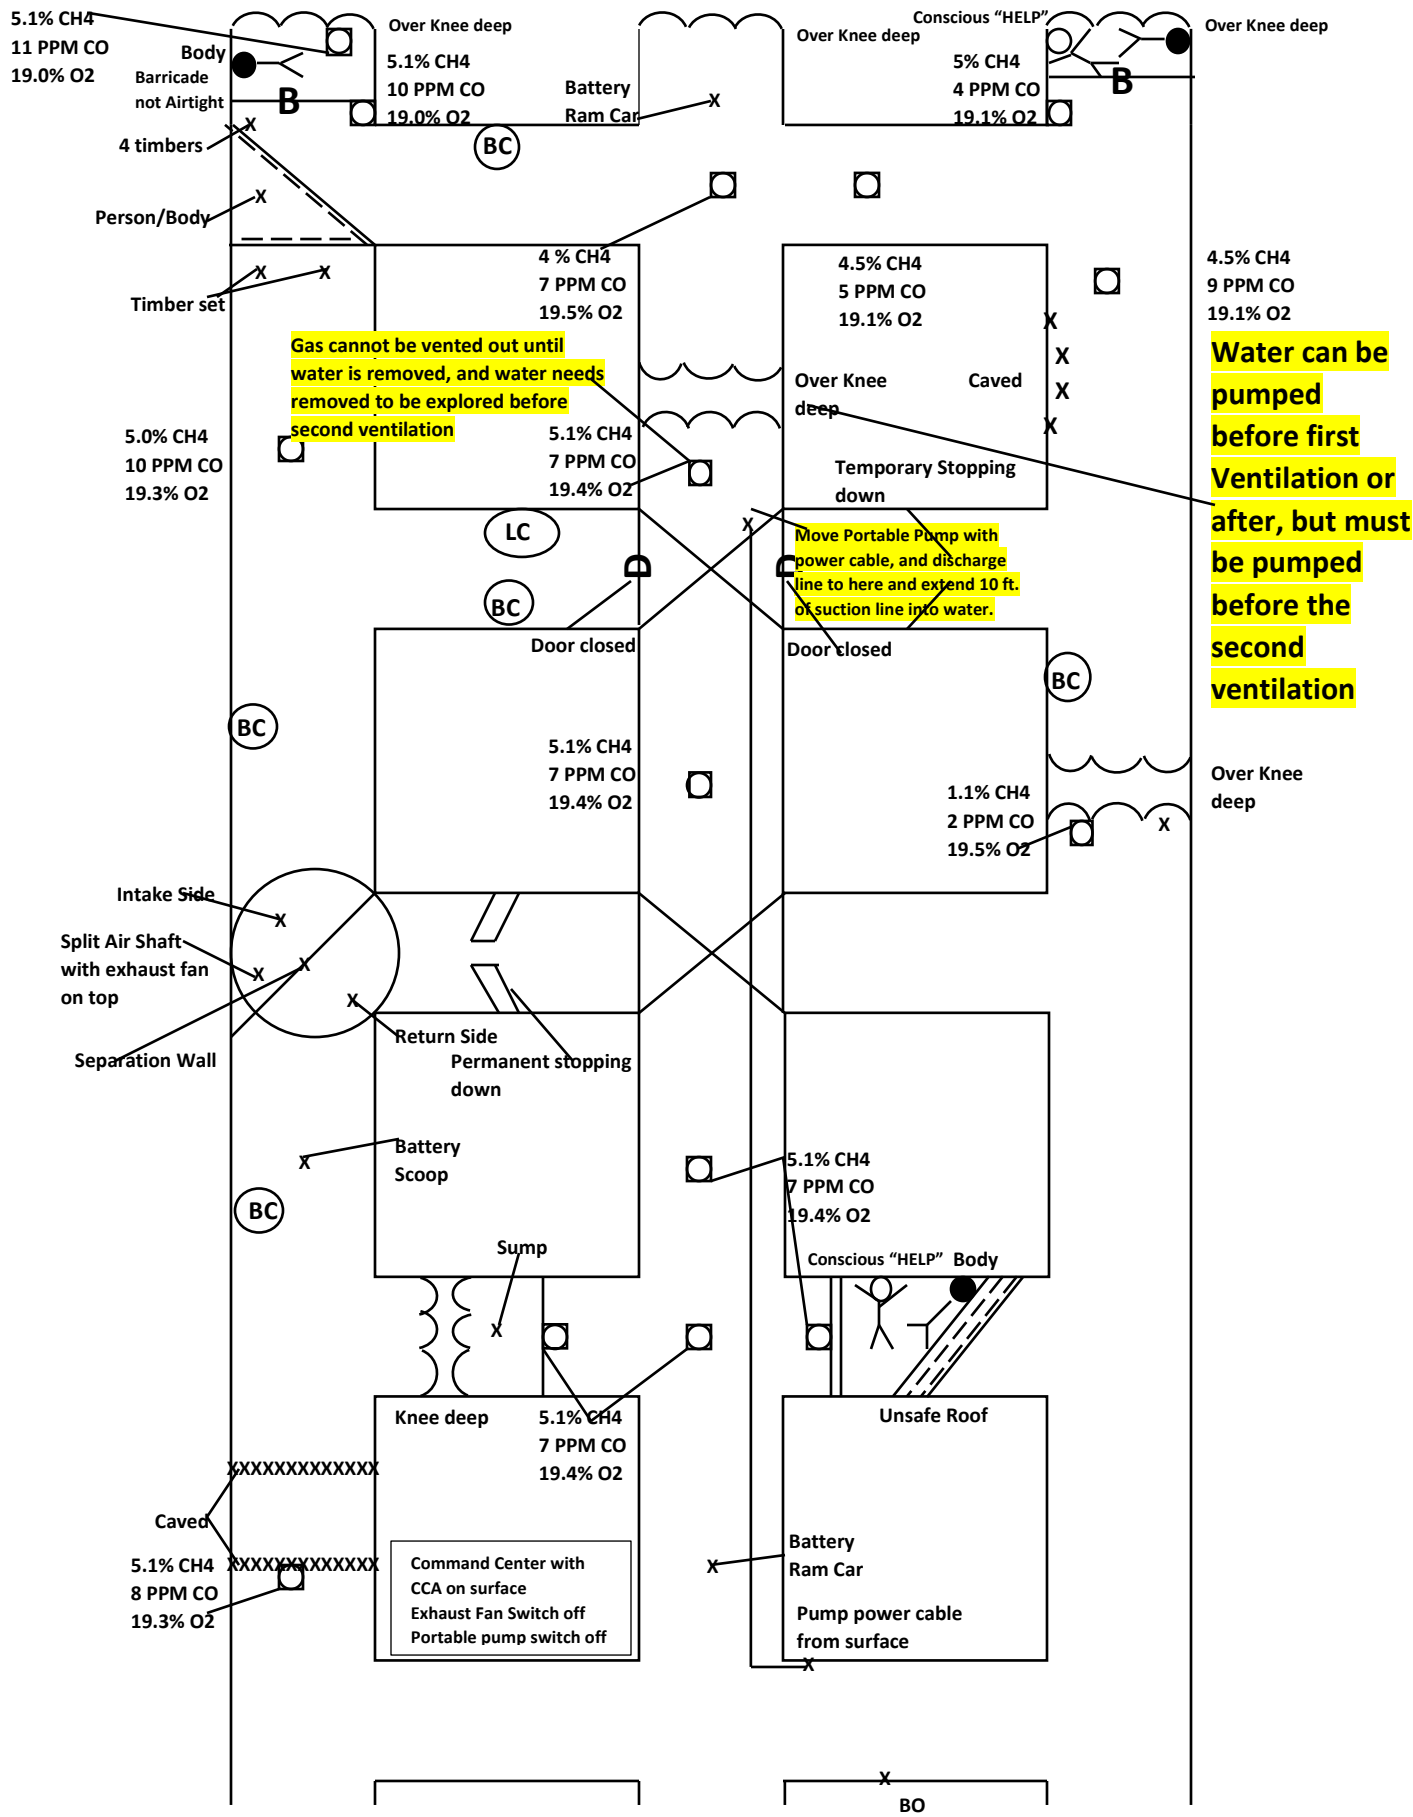 5.1% CH4
11 PPM CO
19.0% O2
Over Knee deep
Body
Barricade
not Airtight
B
5.1% CH4
10 PPM CO
19.0% O2
Battery
Ram Car
X
Over Knee deep
Conscious “HELP”
5% CH4
4 PPM CO
19.1% O2
B
Over Knee deep
X
4 timbers
BC
X
Person/Body
X X
Timber set
4 % CH4
7 PPM CO
19.5% O2
4.5% CH4
5 PPM CO
19.1% O2
4.5% CH4
9 PPM CO
19.1% O2
X
X
X
X
Gas cannot be vented out until
water is removed, and water needs
removed to be explored before
second ventilation
Over Knee
deep
Caved
Water can be
pumped
before first
Ventilation or
after, but must
be pumped
before the
second
ventilation
5.0% CH4
10 PPM CO
19.3% O2
5.1% CH4
7 PPM CO
19.4% O2
Temporary Stopping
down
LC
X
D
D
Move Portable Pump with
power cable, and discharge
line to here and extend 10 ft.
of suction line into water.
BC
Door closed
Door closed
BC
BC
5.1% CH4
7 PPM CO
19.4% O2
1.1% CH4
2 PPM CO
19.5% O2
X
Over Knee
deep
Intake Side
X
Split Air Shaft
with exhaust fan
on top
X
X
X
Separation Wall
Return Side
Permanent stopping
down
Battery
Scoop
X
BC
5.1% CH4
7 PPM CO
19.4% O2
Sump
X
Conscious “HELP” Body
Knee deep
5.1% CH4
7 PPM CO
19.4% O2
Unsafe Roof
XXXXXXXXXXXXX
Caved
XXXXXXXXXXXXX
5.1% CH4
8 PPM CO
19.3% O2
Command Center with
CCA on surface
Exhaust Fan Switch off
Portable pump switch off
X
Battery
Ram Car
Pump power cable
from surface
X
X
BO